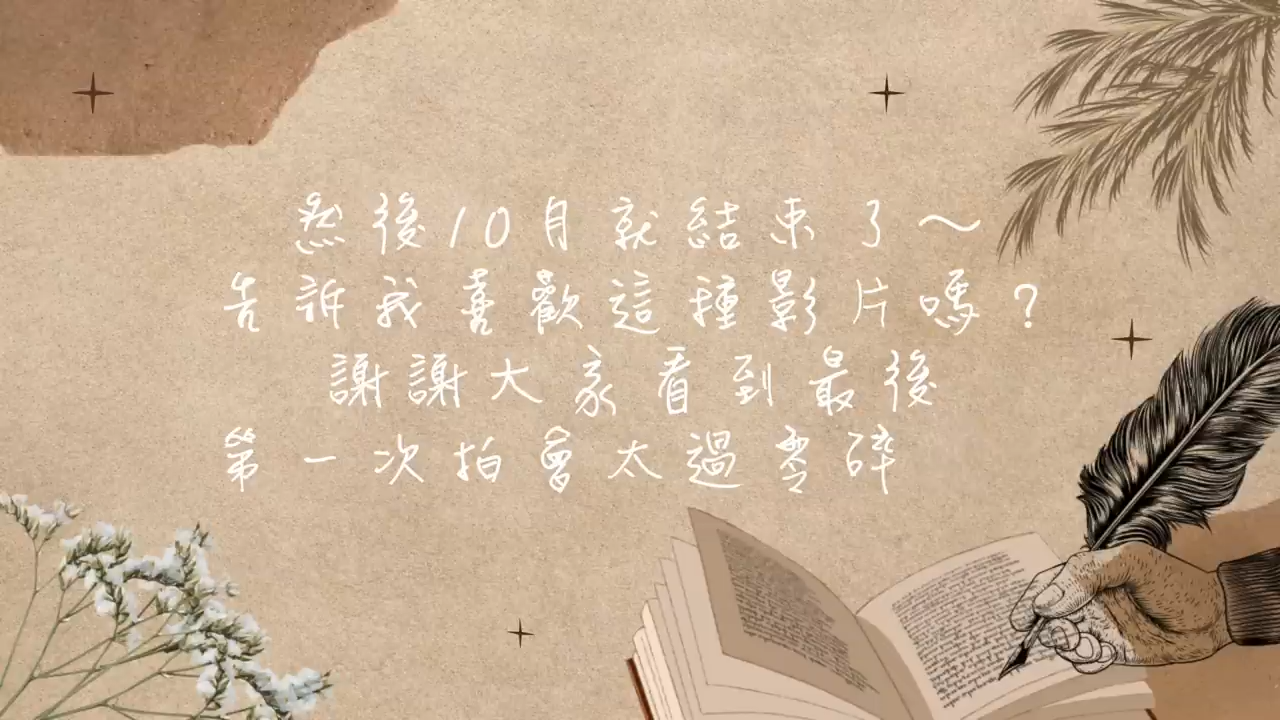 然後10月就結束了～
告訴我喜歡這種影片嗎？
謝謝大家看到最後
第一次拍會太過零碎